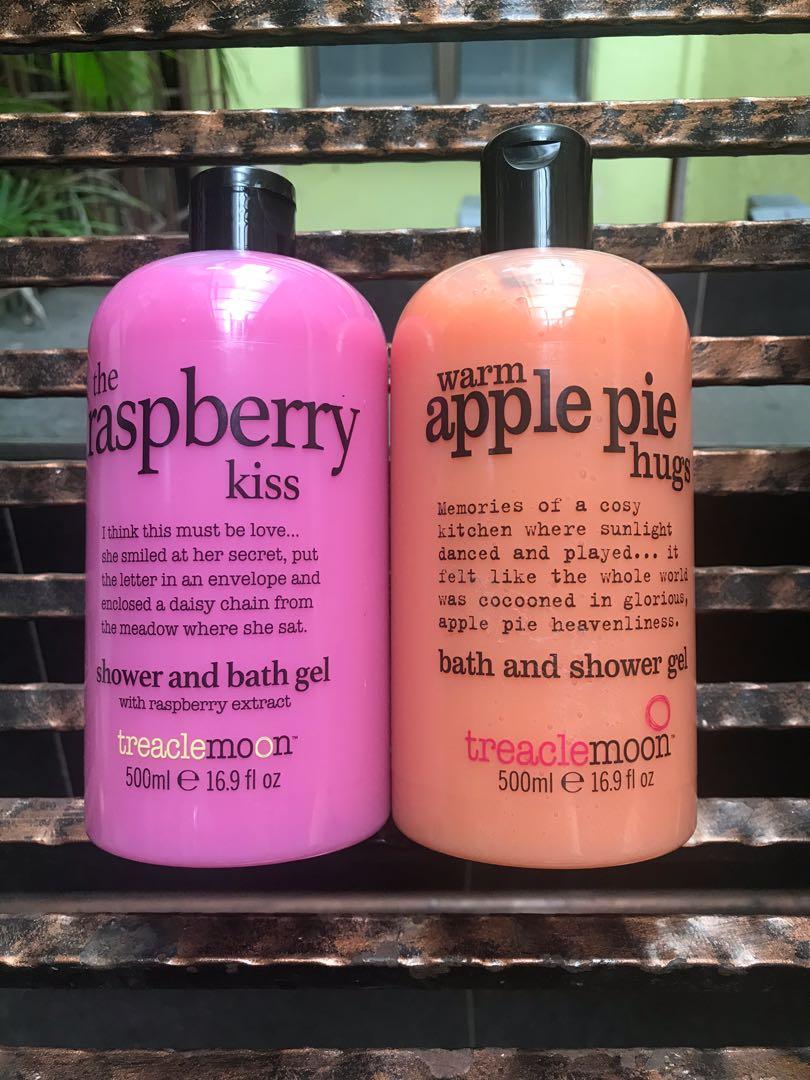 the
raspberry
kiss
I think this must be love...
she smiled at her secret, put
the letter in an envelope and
enclosed a daisy chain from
the meadow where she sat.
shower and bath gel
with raspberry extract
treaclemoon™
500ml ℮ 16.9 fl oz
warm
apple pie
hugs
Memories of a cosy
kitchen where sunlight
danced and played... it
felt like the whole world
was cocooned in glorious,
apple pie heavenliness.
bath and shower gel
treaclemoon™
500ml ℮ 16.9 fl oz